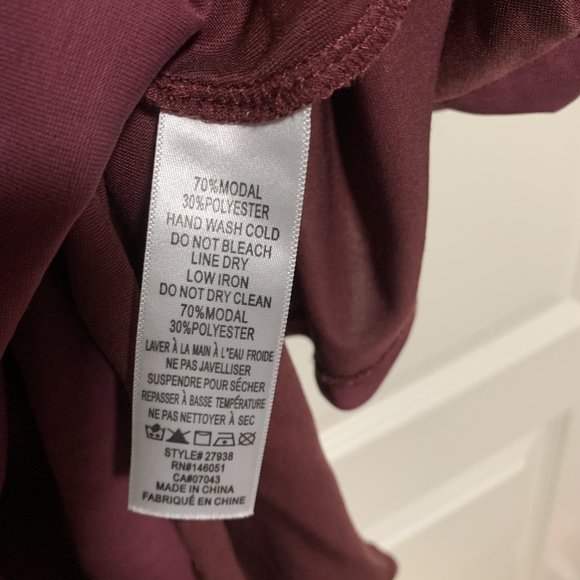 70%MODAL
30%POLYESTER
HAND WASH COLD
DO NOT BLEACH
LINE DRY
LOW IRON
DO NOT DRY CLEAN
70%MODAL
30%POLYESTER
LAVER À LA MAIN À L'EAU FROIDE
NE PAS JAVELLISER
SUSPENDRE POUR SÉCHER
REPASSER À BASSE TEMPÉRATURE
NE PAS NETTOYER À SEC
STYLE# 27938
RN#146051
CA#07043
MADE IN CHINA
FABRIQUÉ EN CHINE